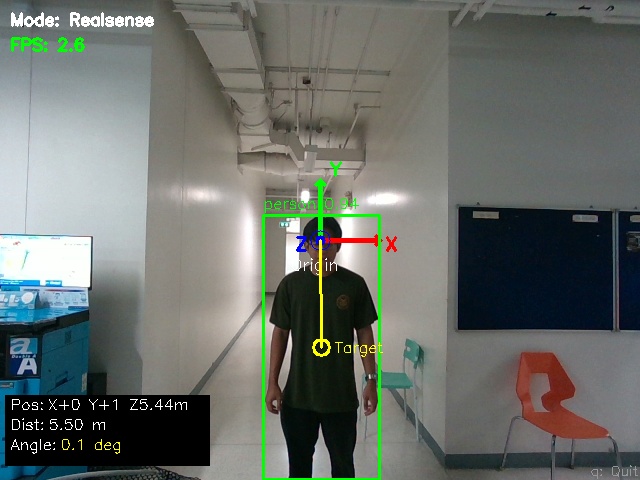 Mode: Realsense
FPS: 2.6
Y
person 0.94
Z
X
Origin
Target
a
A
Pos: X+0 Y+1 Z5.44m
Dist: 5.50 m
Angle: 0.1 deg
q: Quit